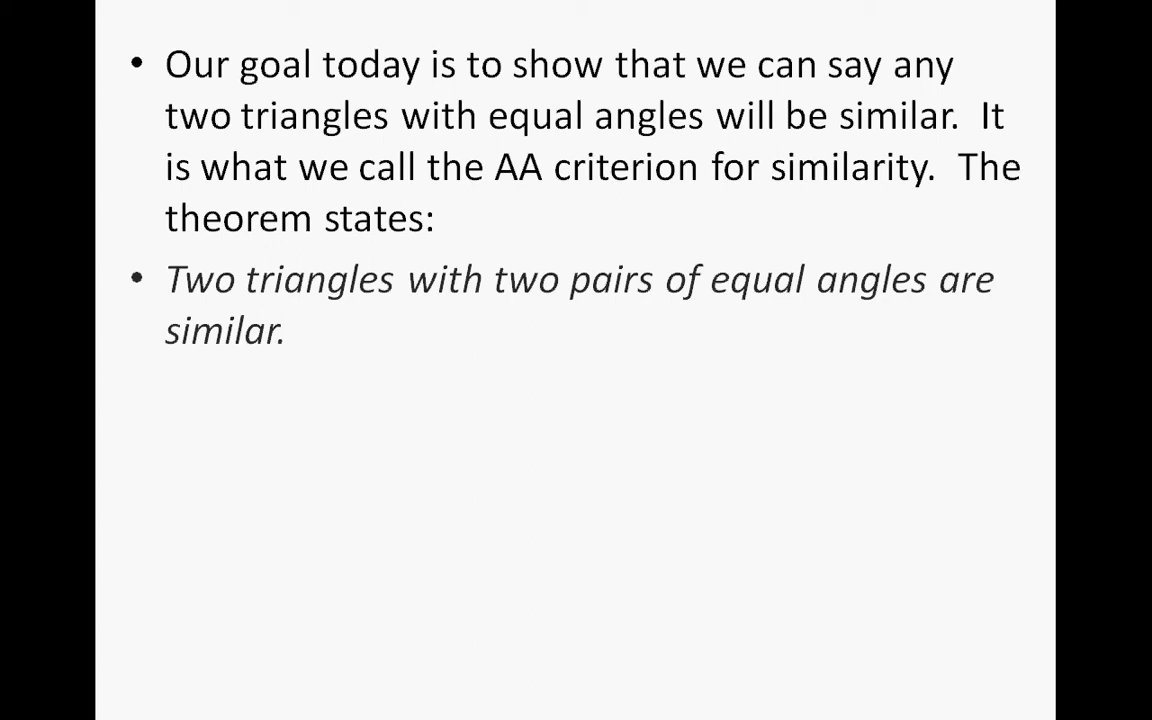 • Our goal today is to show that we can say any
two triangles with equal angles will be similar.  It
is what we call the AA criterion for similarity.  The
theorem states:
• Two triangles with two pairs of equal angles are
similar.